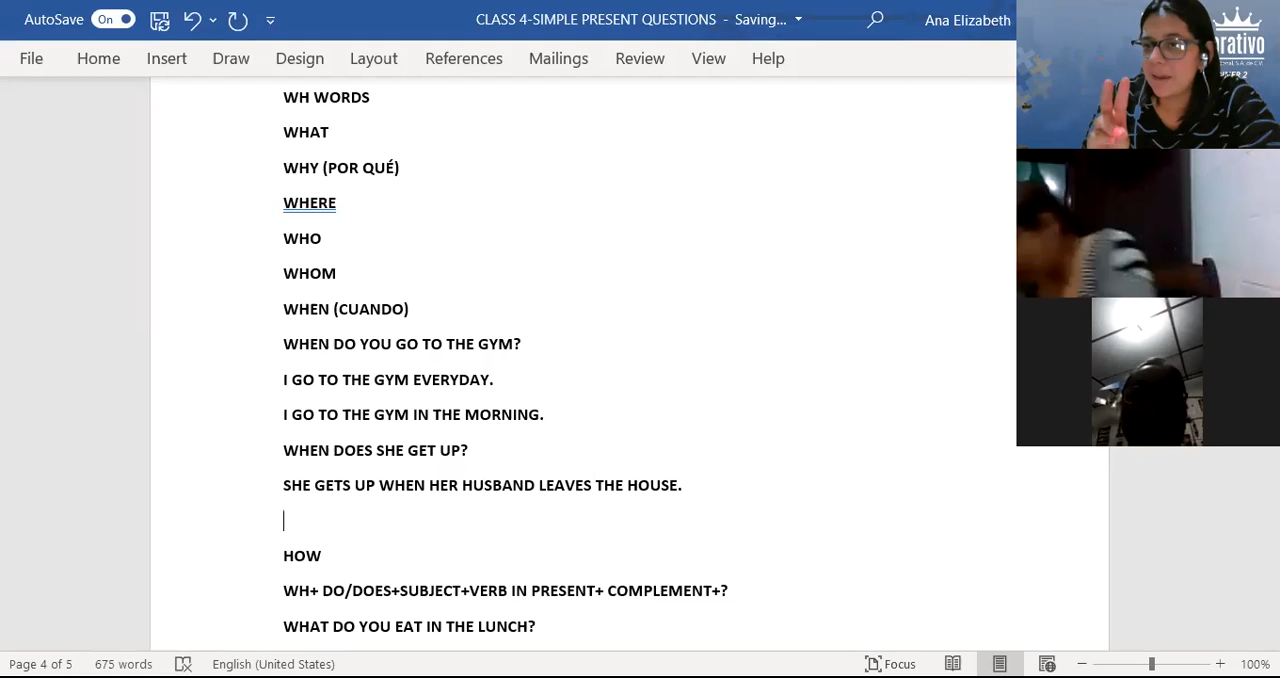 AutoSave On CLASS 4-SIMPLE PRESENT QUESTIONS - Saving... Ana Elizabeth
File Home Insert Draw Design Layout References Mailings Review View Help
WH WORDS
WHAT
WHY (POR QUÉ)
WHERE
WHO
WHOM
WHEN (CUANDO)
WHEN DO YOU GO TO THE GYM?
I GO TO THE GYM EVERYDAY.
I GO TO THE GYM IN THE MORNING.
WHEN DOES SHE GET UP?
SHE GETS UP WHEN HER HUSBAND LEAVES THE HOUSE.
HOW
WH+ DO/DOES+SUBJECT+VERB IN PRESENT+ COMPLEMENT+?
WHAT DO YOU EAT IN THE LUNCH?
Page 4 of 5 675 words English (United States) Focus 100%